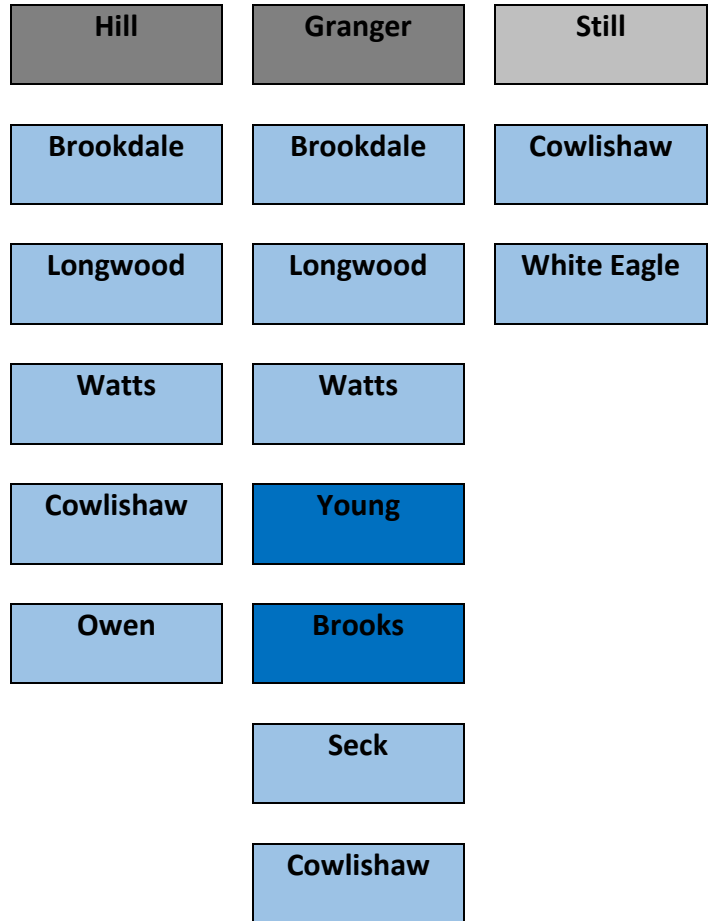 Hill Granger Still
Brookdale Brookdale Cowlishaw
Longwood Longwood White Eagle
Watts Watts
Cowlishaw Young
Owen Brooks
Seck
Cowlishaw